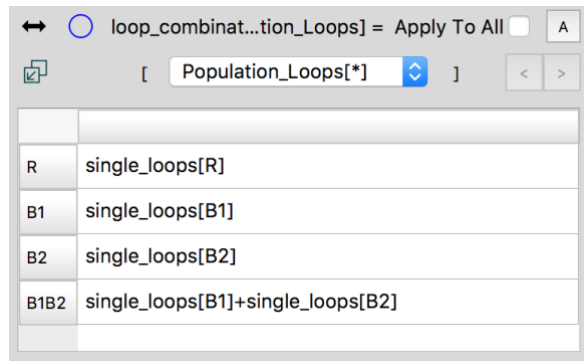 loop_combinat...tion_Loops] = Apply To All A
[ Population_Loops[*] ] < >
R single_loops[R]
B1 single_loops[B1]
B2 single_loops[B2]
B1B2 single_loops[B1]+single_loops[B2]